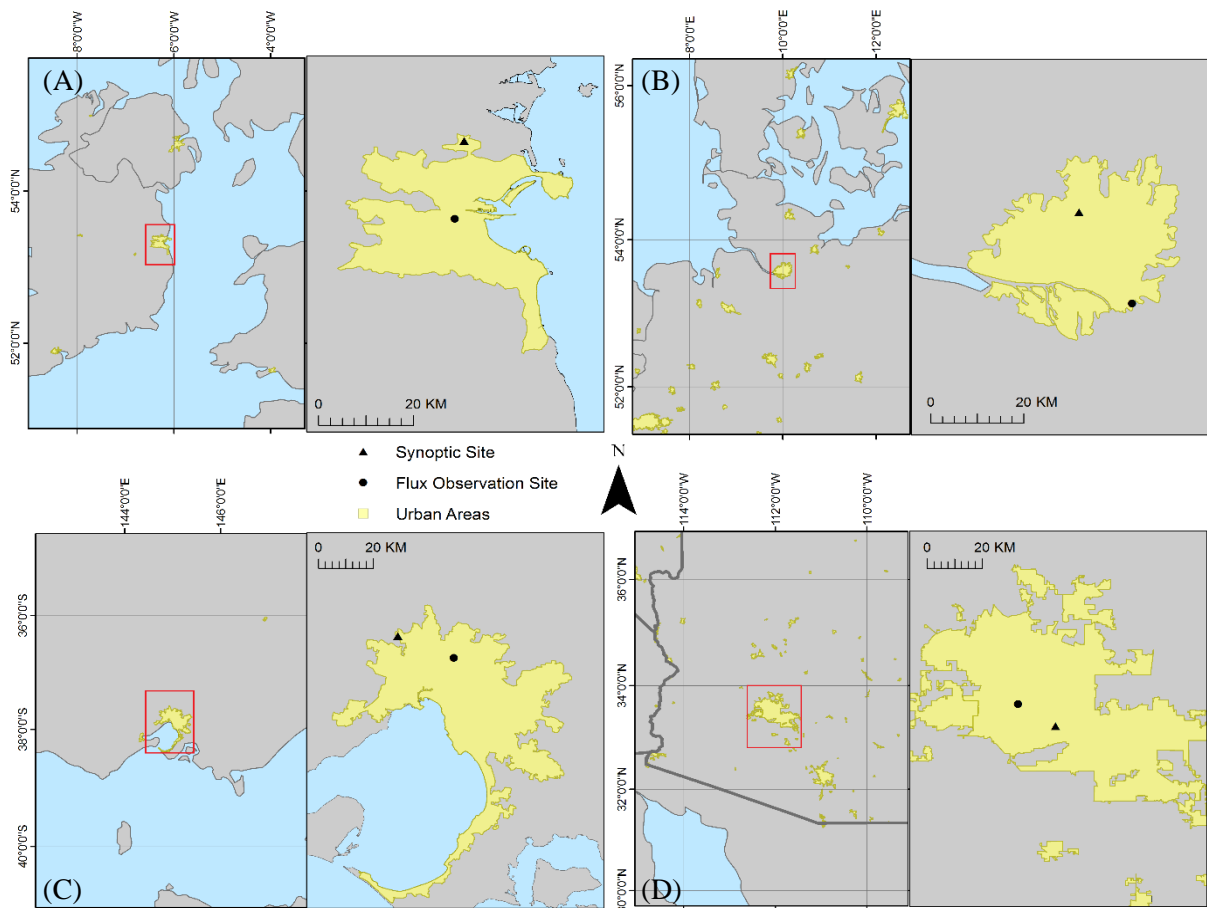 8°0'0"W
6°0'0"W
4°0'0"W
(A)
54°0'0"N
52°0'0"N
0 20 KM
8°0'0"E
10°0'0"E
12°0'0"E
(B)
56°0'0"N
54°0'0"N
52°0'0"N
0 20 KM
Synoptic Site
Flux Observation Site
Urban Areas
N
144°0'0"E
146°0'0"E
36°0'0"S
38°0'0"S
40°0'0"S
(C)
0 20 KM
114°0'0"W
112°0'0"W
110°0'0"W
36°0'0"N
34°0'0"N
32°0'0"N
30°0'0"N
(D)
0 20 KM